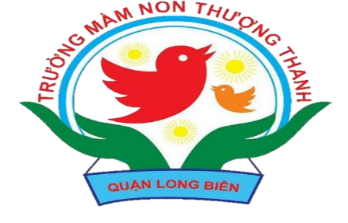 TRƯỜNG MẦM NON THƯỢNG THANH
QUẬN LONG BIÊN